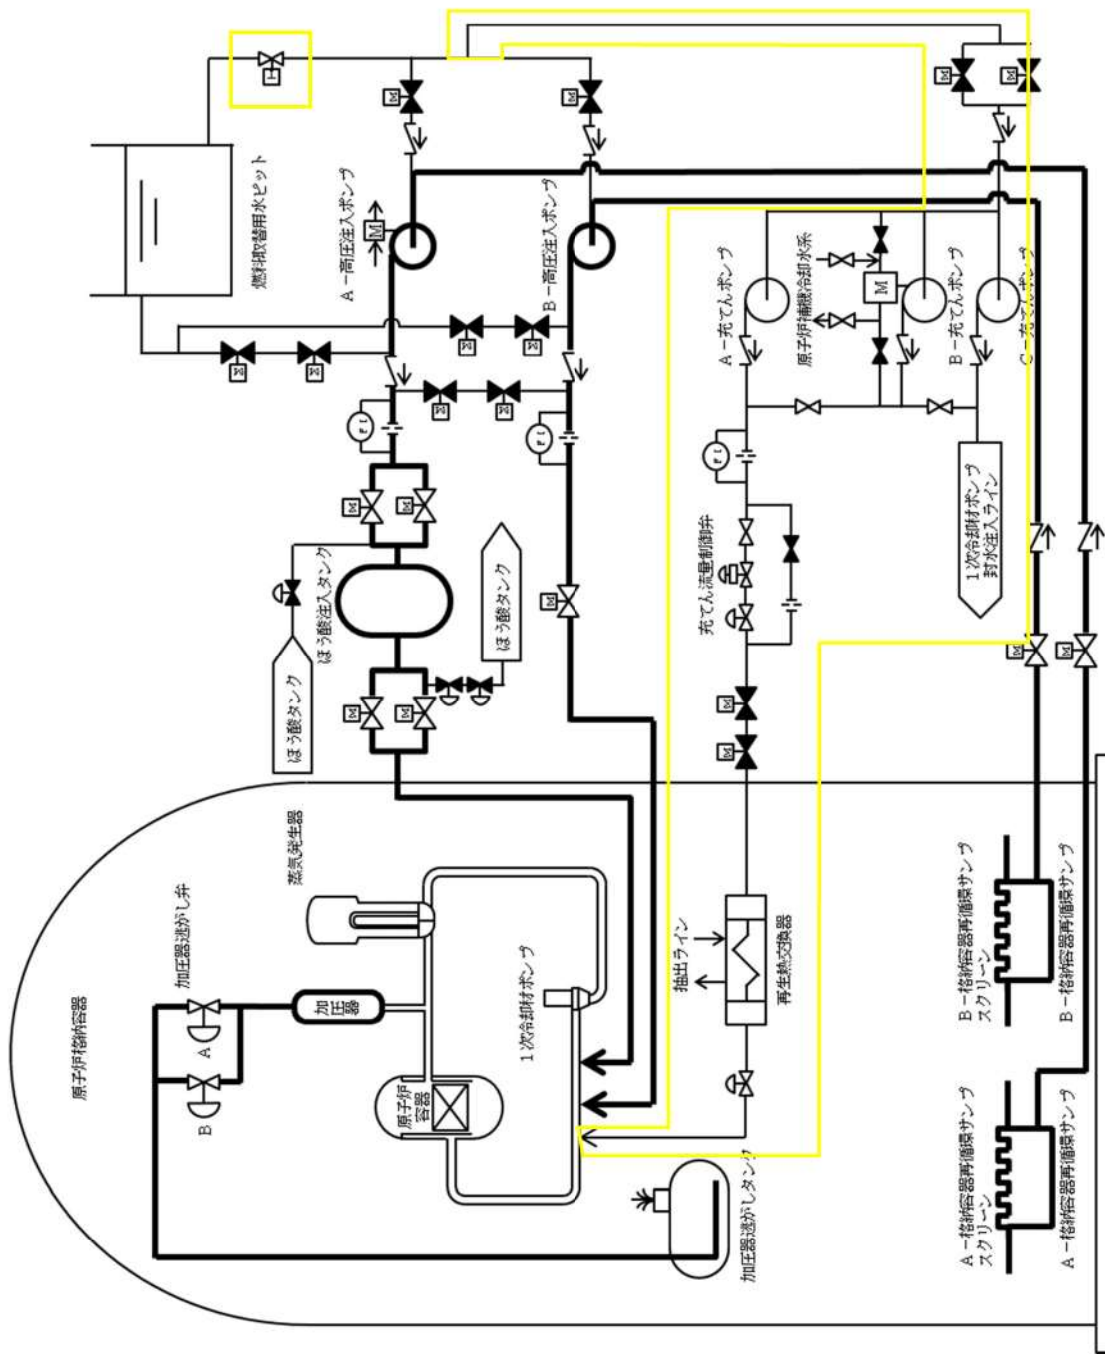 燃料取替用水ピット
A－高圧注入ポンプ
M
B－高圧注入ポンプ
M
M
M
M
M
M
M
M
M
M
FI
FI
M
M
ほう酸注入タンク
ほう酸タンク
ほう酸タンク
M
M
M
A－充てんポンプ
原子炉補機冷却水系
M
B－充てんポンプ
C－充てんポンプ
FI
充てん流量制御弁
1次冷却材ポンプ
封水注入ライン
M
M
M
M
原子炉格納容器
加圧器逃がし弁
A
B
蒸気発生器
加圧器
原子炉
容器
1次冷却材ポンプ
抽出ライン
再生熱交換器
加圧器逃がしタンク
B－格納容器再循環サンプ
スクリーン
B－格納容器再循環サンプ
A－格納容器再循環サンプ
スクリーン
A－格納容器再循環サンプ